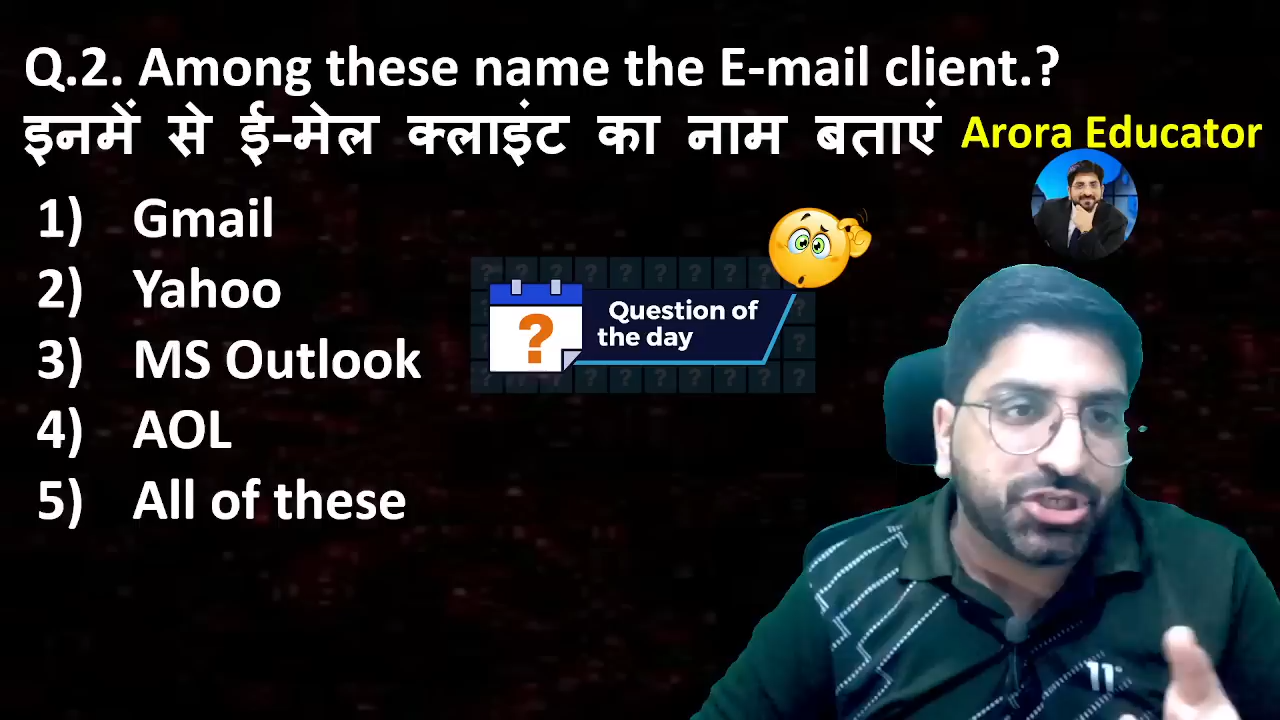 Q.2. Among these name the E-mail client.?
इनमें से ई-मेल क्लाइंट का नाम बताएं Arora Educator
1) Gmail
2) Yahoo
3) MS Outlook
4) AOL
5) All of these
? Question of
the day
11